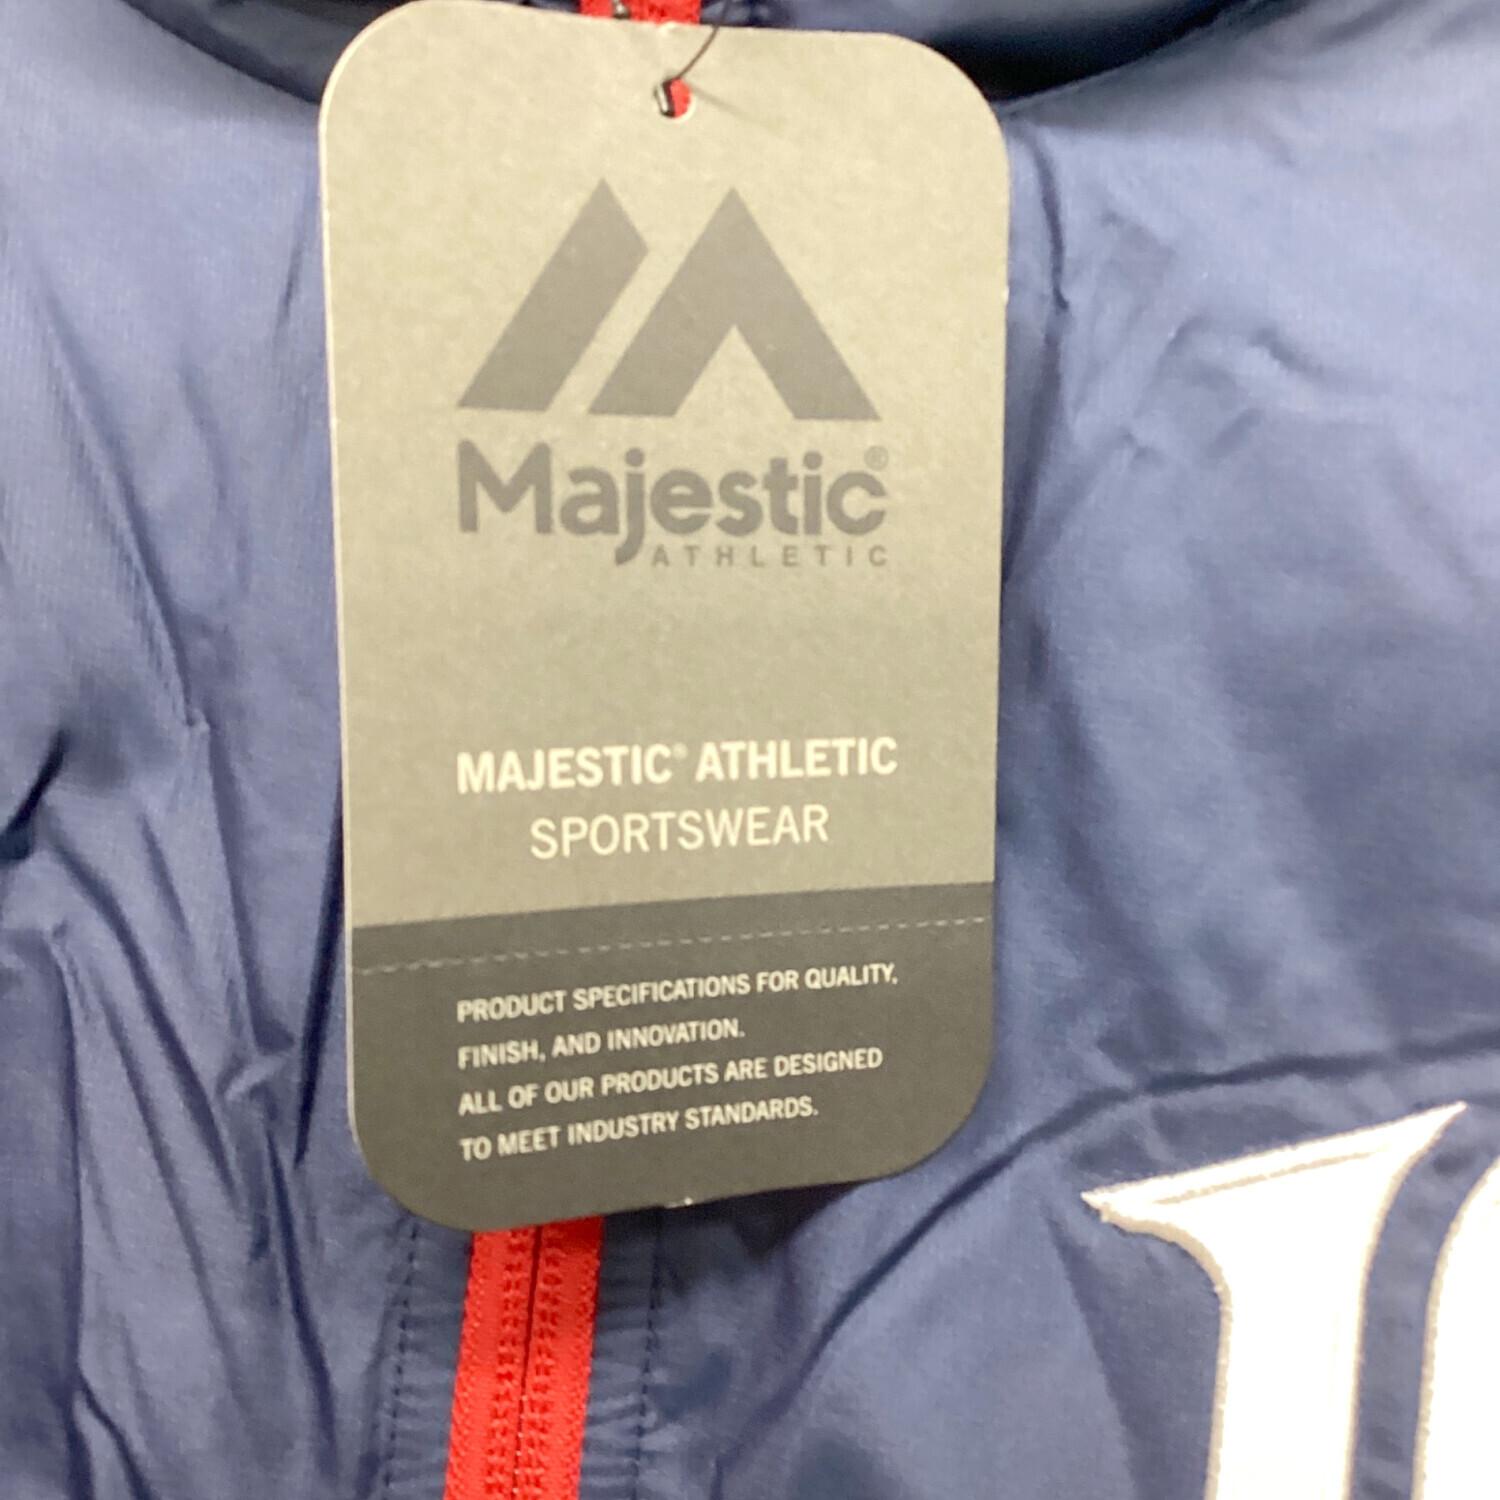 Majestic®
ATHLETIC
MAJESTIC® ATHLETIC
SPORTSWEAR
PRODUCT SPECIFICATIONS FOR QUALITY,
FINISH, AND INNOVATION.
ALL OF OUR PRODUCTS ARE DESIGNED
TO MEET INDUSTRY STANDARDS.